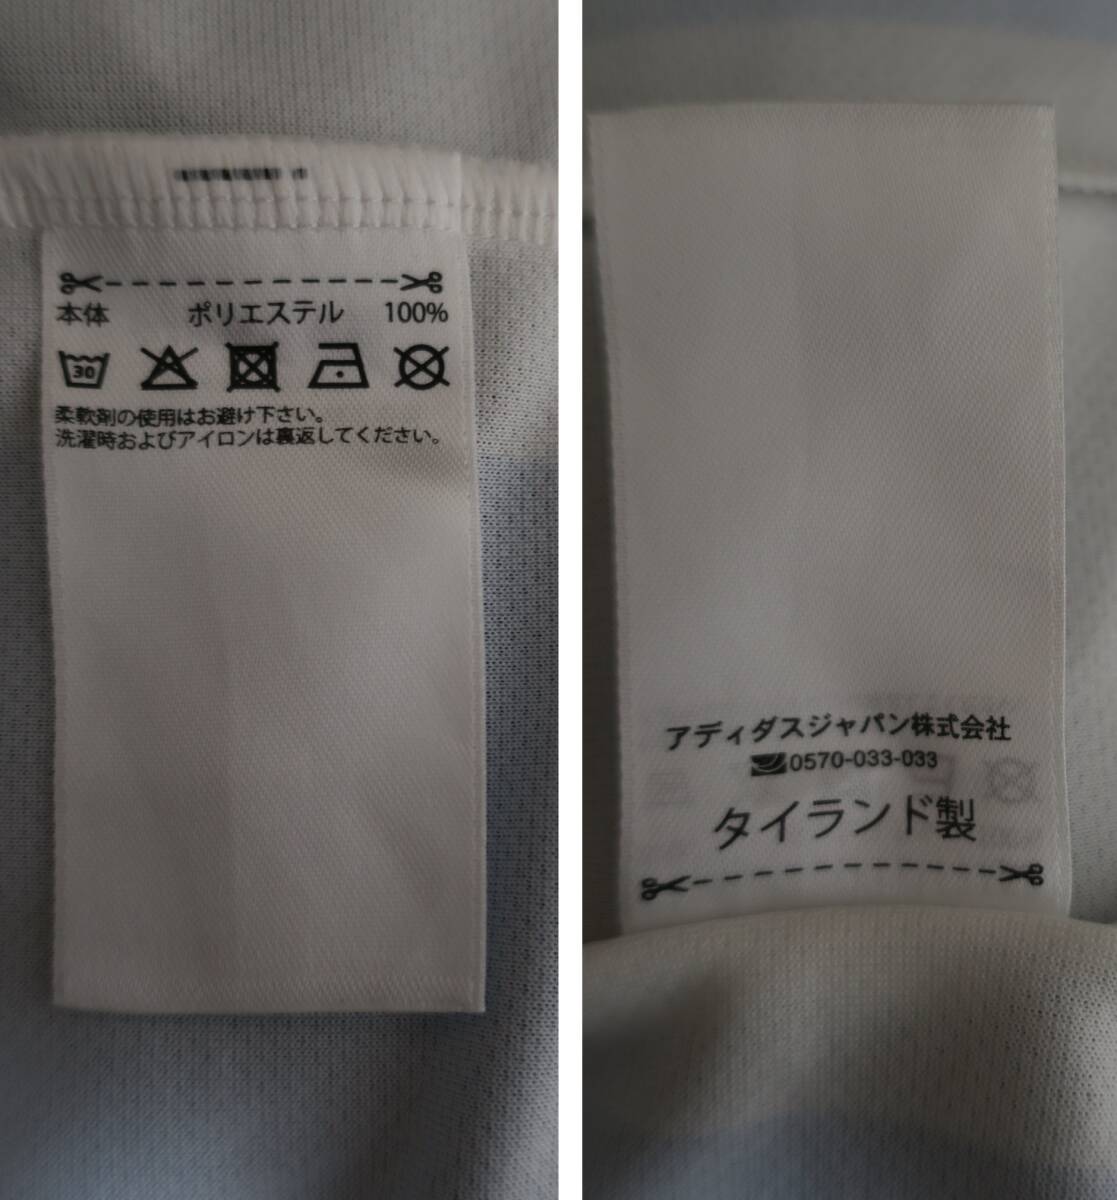 本体 ポリエステル 100%
30
柔軟剤の使用はお避け下さい。
洗濯時およびアイロンは裏返してください。
アディダスジャパン株式会社
0570-033-033
タイランド製